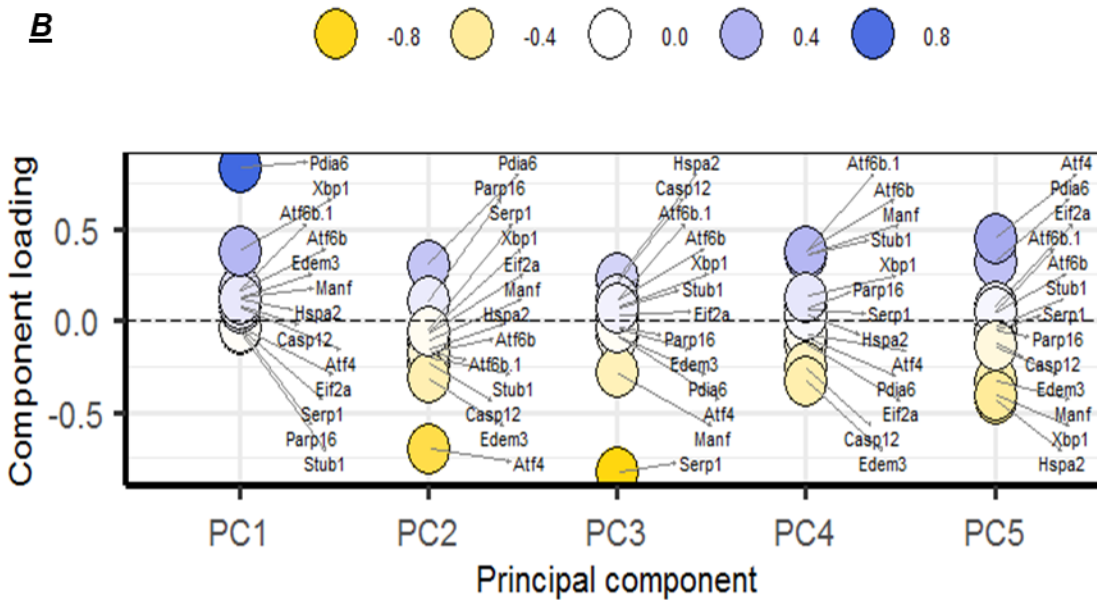 B
-0.8 -0.4 0.0 0.4 0.8
Component loading
0.5
0.0
-0.5
Pdia6
Xbp1
Atf6b.1
Atf6b
Edem3
Manf
Hspa2
Casp12
Atf4
Eif2a
Serp1
Parp16
Stub1
Pdia6
Parp16
Serp1
Xbp1
Eif2a
Manf
Hspa2
Atf6b
Atf6b.1
Stub1
Casp12
Edem3
Atf4
Hspa2
Casp12
Atf6b.1
Atf6b
Xbp1
Stub1
Eif2a
Parp16
Edem3
Pdia6
Atf4
Manf
Serp1
Atf6b.1
Atf6b
Manf
Stub1
Xbp1
Parp16
Serp1
Hspa2
Atf4
Pdia6
Eif2a
Casp12
Edem3
Atf4
Pdia6
Eif2a
Atf6b.1
Atf6b
Stub1
Serp1
Parp16
Casp12
Edem3
Manf
Xbp1
Hspa2
PC1 PC2 PC3 PC4 PC5
Principal component